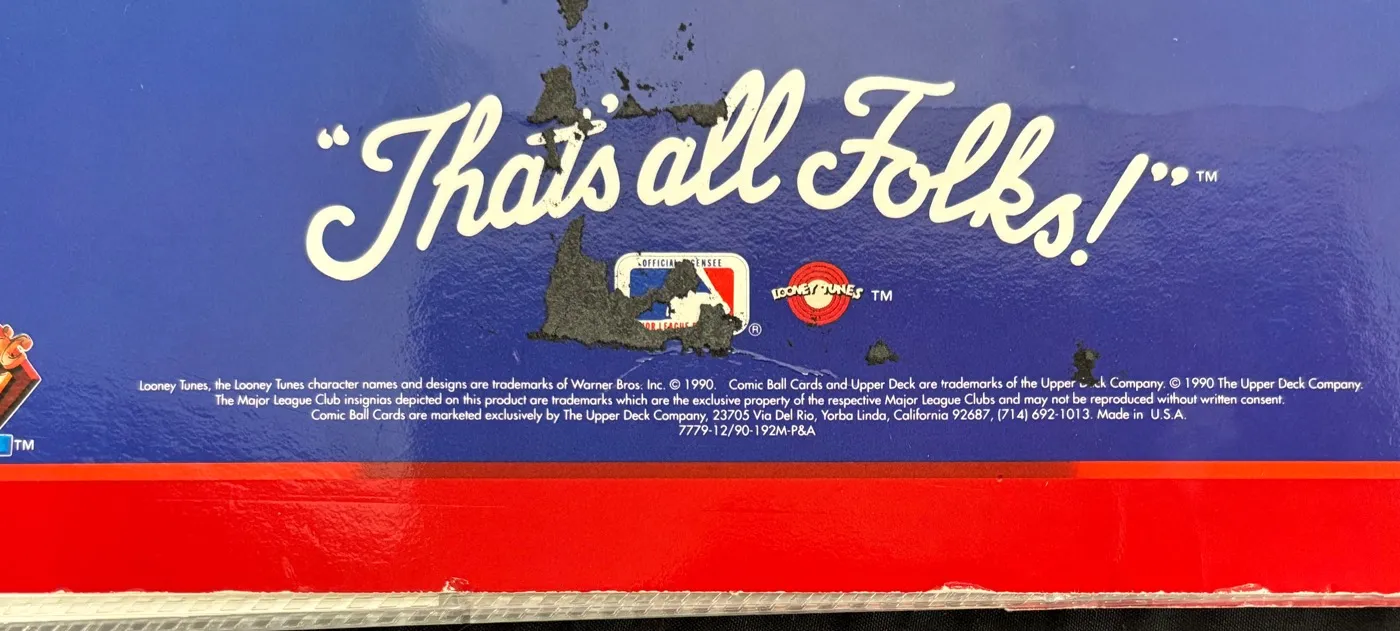 “That's all Folks!”™
OFFICIAL LICENSEE
MAJOR LEAGUE
®
LOONEY TUNES ™
TM
Looney Tunes, the Looney Tunes character names and designs are trademarks of Warner Bros. Inc. © 1990. Comic Ball Cards and Upper Deck are trademarks of the Upper Deck Company. © 1990 The Upper Deck Company.
The Major League Club insignias depicted on this product are trademarks which are the exclusive property of the respective Major League Clubs and may not be reproduced without written consent.
Comic Ball Cards are marketed exclusively by The Upper Deck Company, 23705 Via Del Rio, Yorba Linda, California 92687, (714) 692-1013. Made in U.S.A.
7779-12/90-192M-P&A